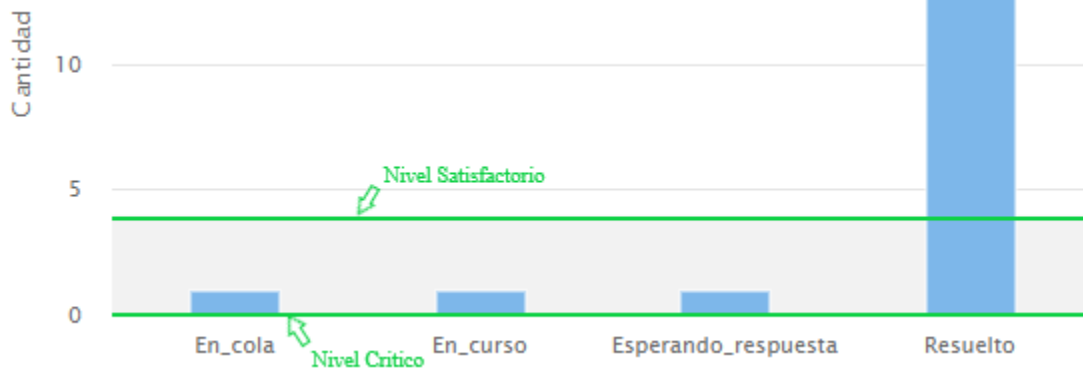 Cantidad
10
Nivel Satisfactorio
5
0
En_cola
En_curso
Esperando_respuesta
Resuelto
Nivel Critico